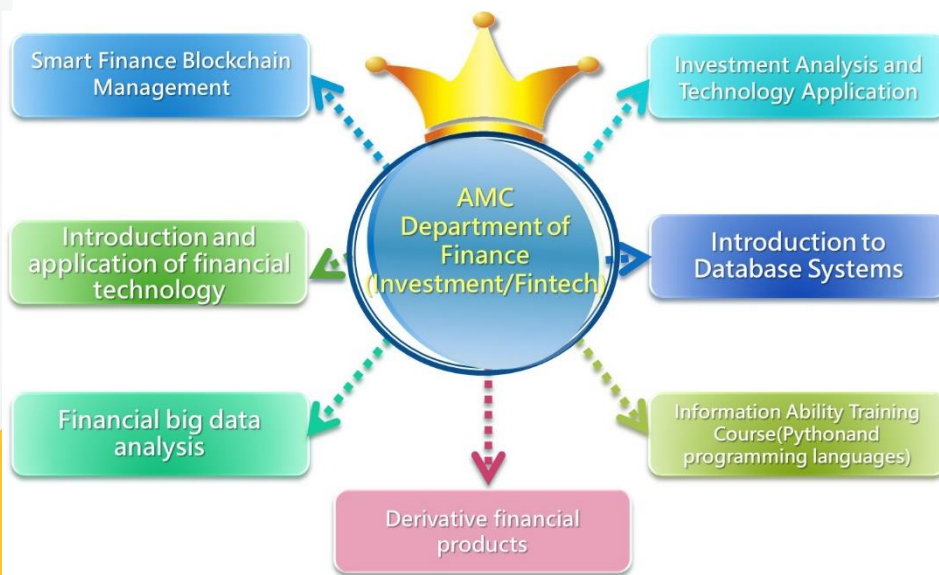 Smart Finance Blockchain
Management
Investment Analysis and
Technology Application
AMC
Department of
Finance
(Investment/Fintech)
Introduction and
application of financial
technology
Introduction to
Database Systems
Financial big data
analysis
Information Ability Training
Course(Pythonand
programming languages)
Derivative financial
products